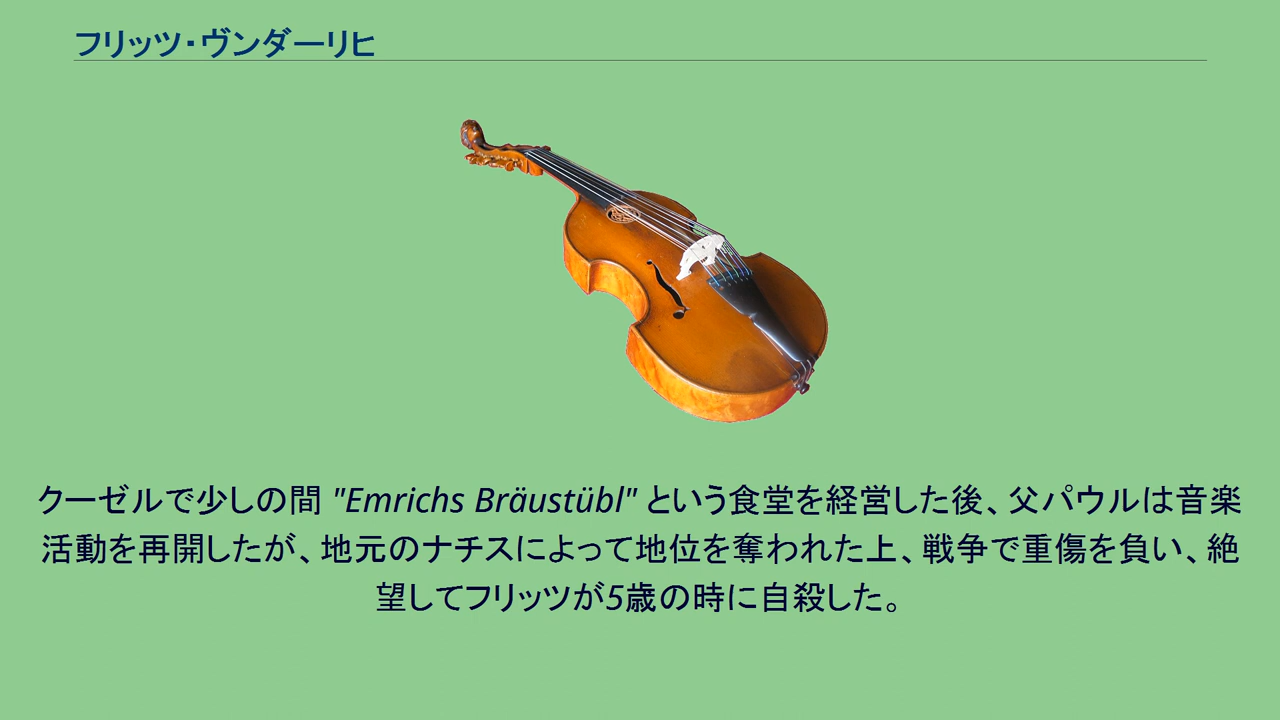 フリッツ・ヴンダーリヒ
クーゼルで少しの間 "Emrichs Bräustübl" という食堂を経営した後、父パウルは音楽
活動を再開したが、地元のナチスによって地位を奪われた上、戦争で重傷を負い、絶
望してフリッツが5歳の時に自殺した。